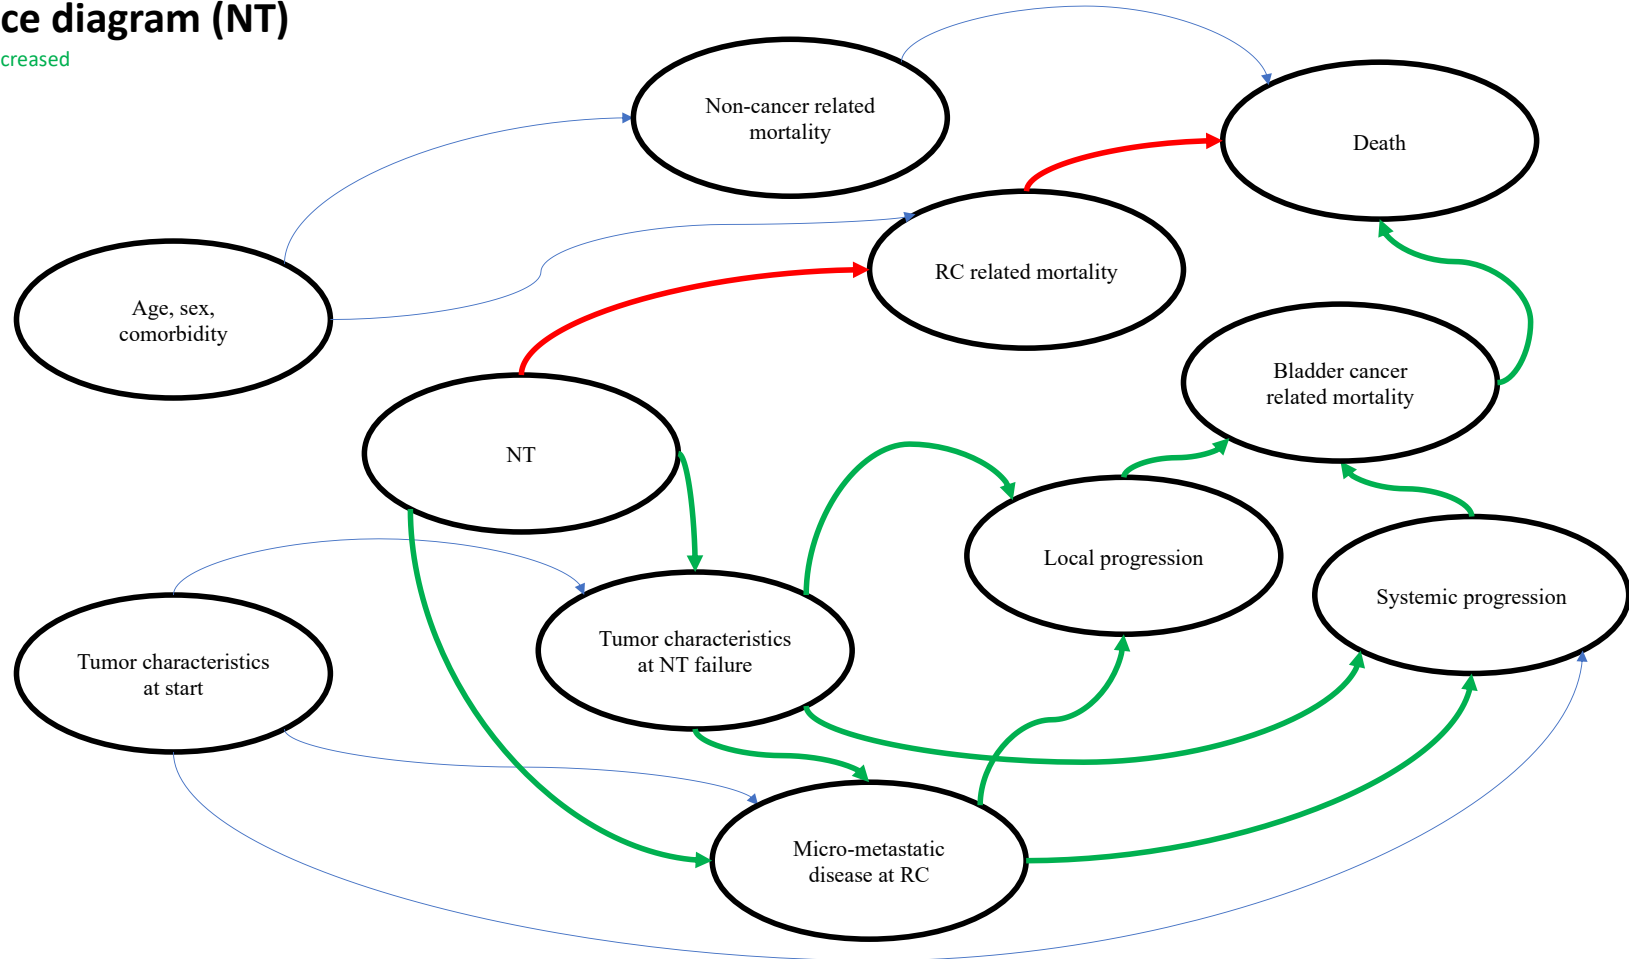 ce diagram (NT)
creased
Non-cancer related
mortality
Death
RC related mortality
Age, sex,
comorbidity
Bladder cancer
related mortality
NT
Local progression
Systemic progression
Tumor characteristics
at NT failure
Tumor characteristics
at start
Micro-metastatic
disease at RC